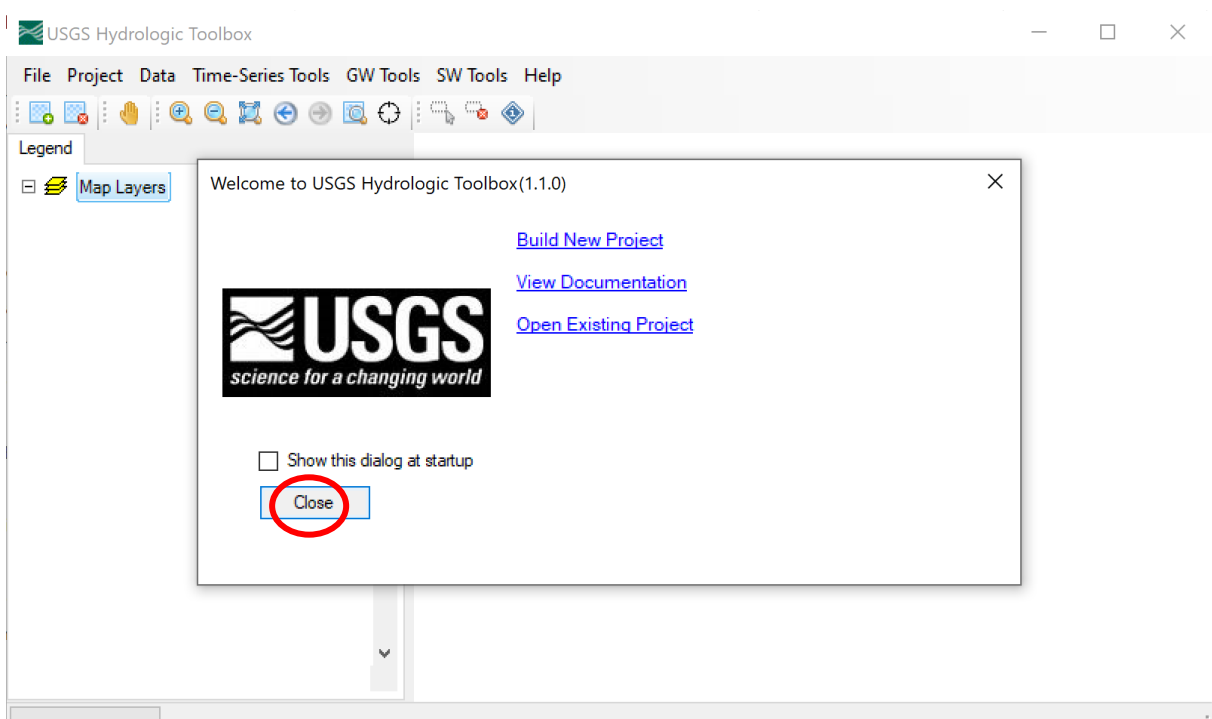 USGS Hydrologic Toolbox
File Project Data Time-Series Tools GW Tools SW Tools Help
Legend
Map Layers
Welcome to USGS Hydrologic Toolbox(1.1.0)
Build New Project
View Documentation
Open Existing Project
USGS
science for a changing world
Show this dialog at startup
Close